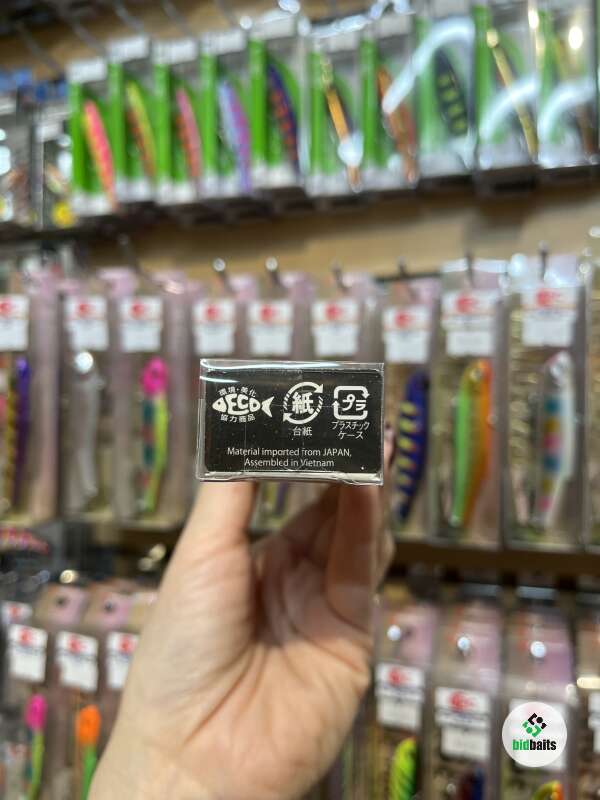 環境・美化
ECO
協力商品
紙
台紙
プラ
プラスチック
ケース
Material imported from JAPAN,
Assembled in Vietnam
bidbaits